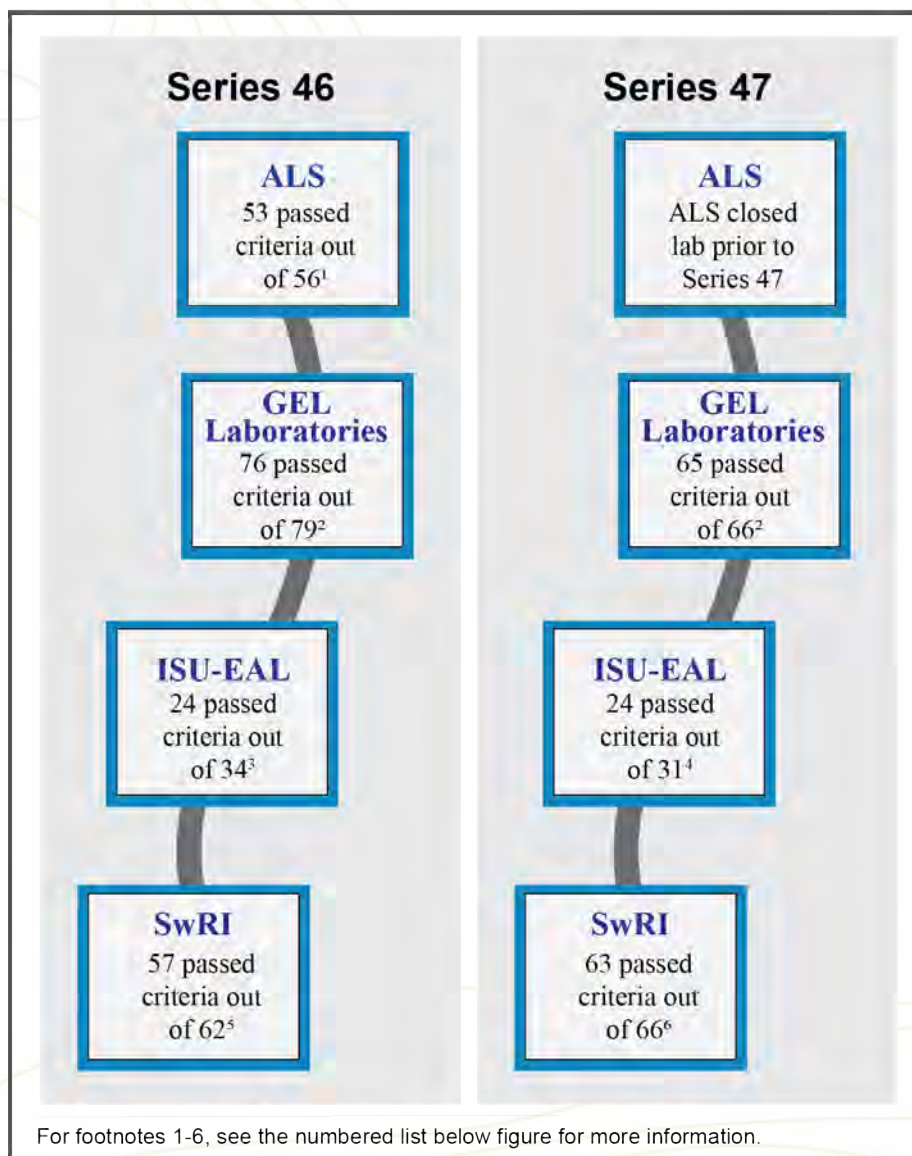 Series 46
ALS
53 passed
criteria out
of 56¹
GEL
Laboratories
76 passed
criteria out
of 79²
ISU-EAL
24 passed
criteria out
of 34³
SwRI
57 passed
criteria out
of 62⁵
Series 47
ALS
ALS closed
lab prior to
Series 47
GEL
Laboratories
65 passed
criteria out
of 66²
ISU-EAL
24 passed
criteria out
of 31⁴
SwRI
63 passed
criteria out
of 66⁶
For footnotes 1-6, see the numbered list below figure for more information.